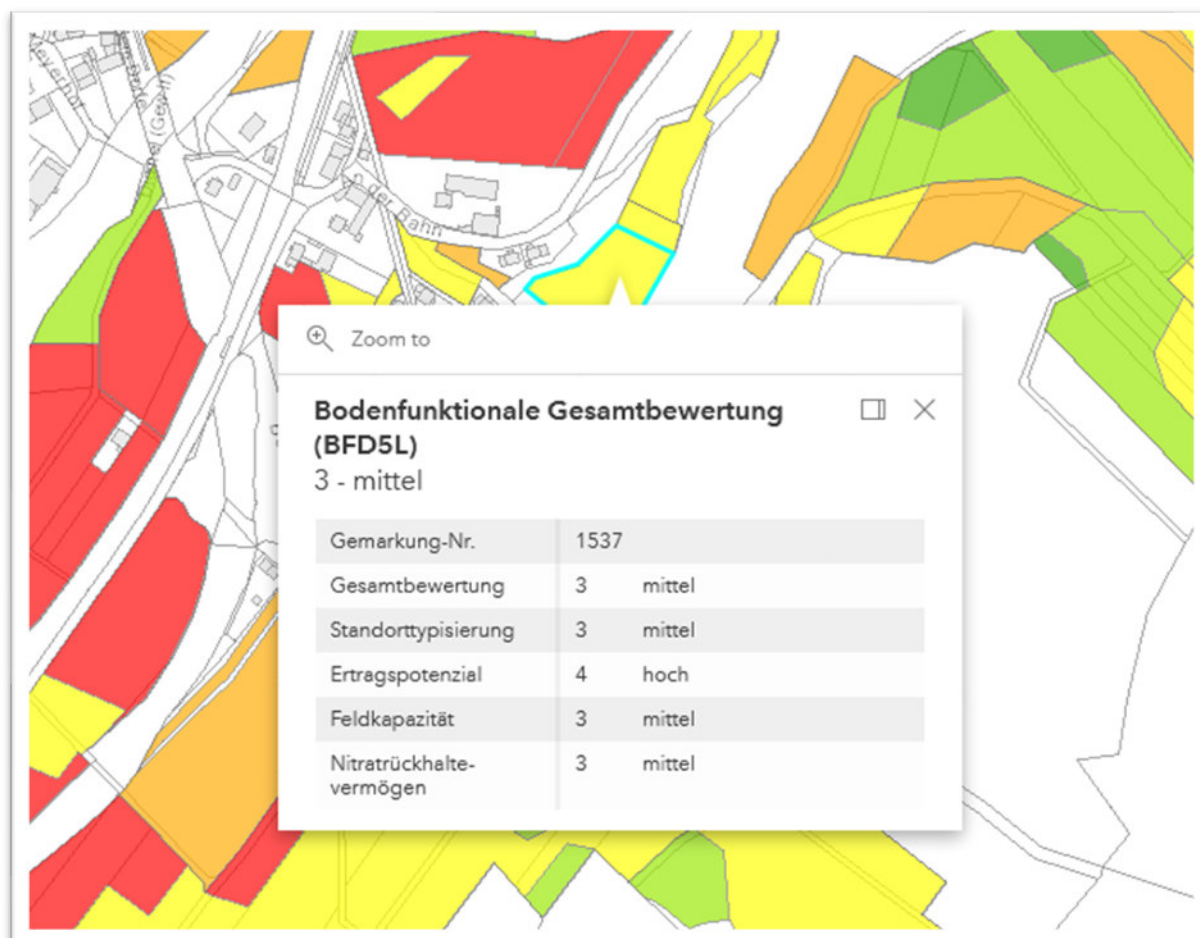 n der Bahn
Zoom to
Bodenfunktionale Gesamtbewertung
(BFD5L)
3 - mittel
Gemarkung-Nr. 1537
Gesamtbewertung 3 mittel
Standorttypisierung 3 mittel
Ertragspotenzial 4 hoch
Feldkapazität 3 mittel
Nitratrückhalte- 3 mittel
vermögen